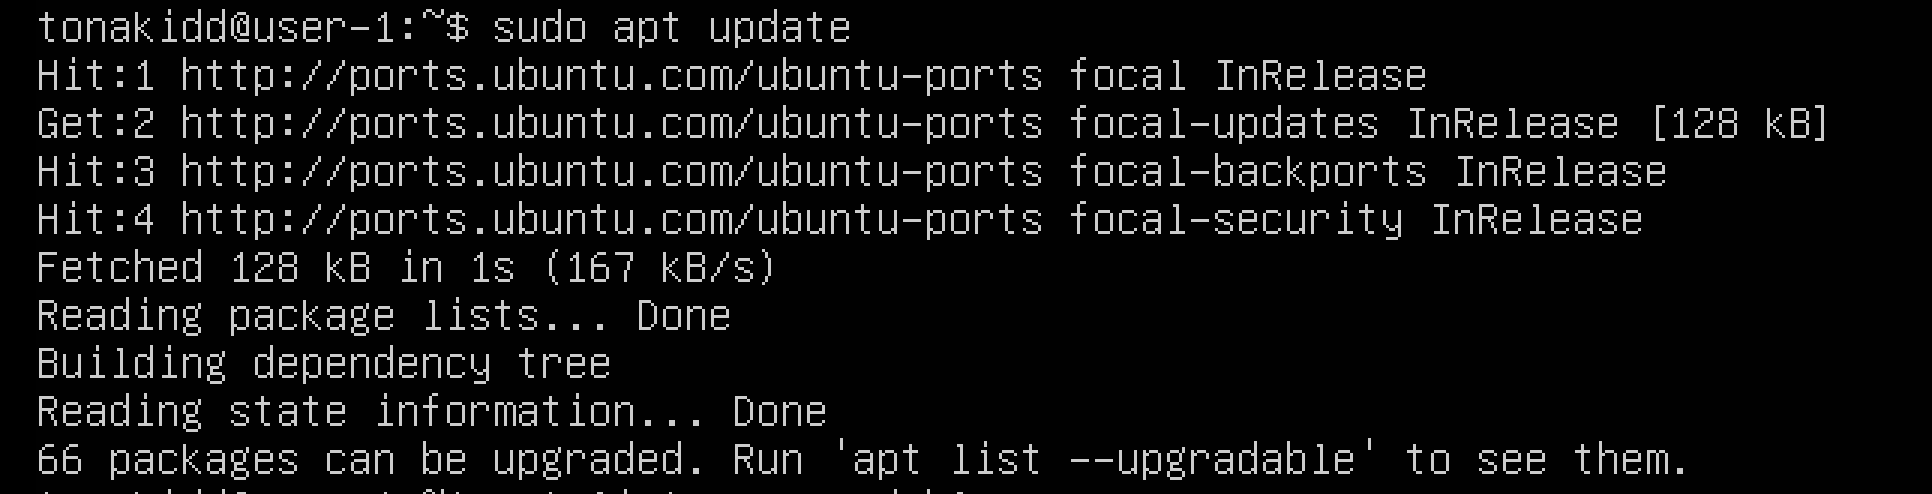 tonakidd@user-1:~$ sudo apt update
Hit:1 http://ports.ubuntu.com/ubuntu-ports focal InRelease
Get:2 http://ports.ubuntu.com/ubuntu-ports focal-updates InRelease [128 kB]
Hit:3 http://ports.ubuntu.com/ubuntu-ports focal-backports InRelease
Hit:4 http://ports.ubuntu.com/ubuntu-ports focal-security InRelease
Fetched 128 kB in 1s (167 kB/s)
Reading package lists... Done
Building dependency tree
Reading state information... Done
66 packages can be upgraded. Run 'apt list --upgradable' to see them.